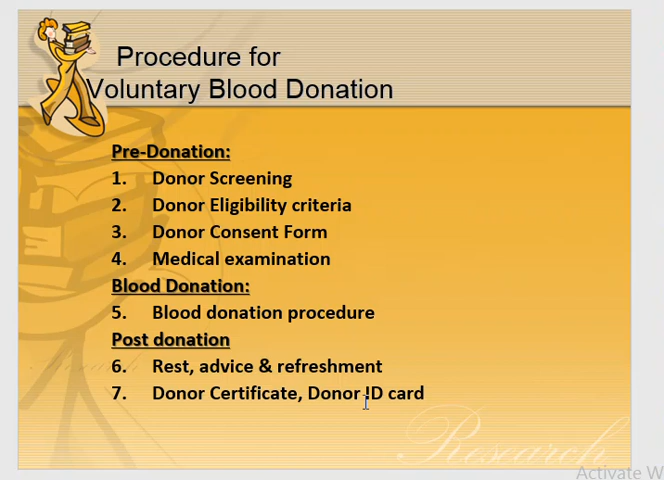 Procedure for
Voluntary Blood Donation
Pre-Donation:
1. Donor Screening
2. Donor Eligibility criteria
3. Donor Consent Form
4. Medical examination
Blood Donation:
5. Blood donation procedure
Post donation
6. Rest, advice & refreshment
7. Donor Certificate, Donor ID card
Research
Activate W